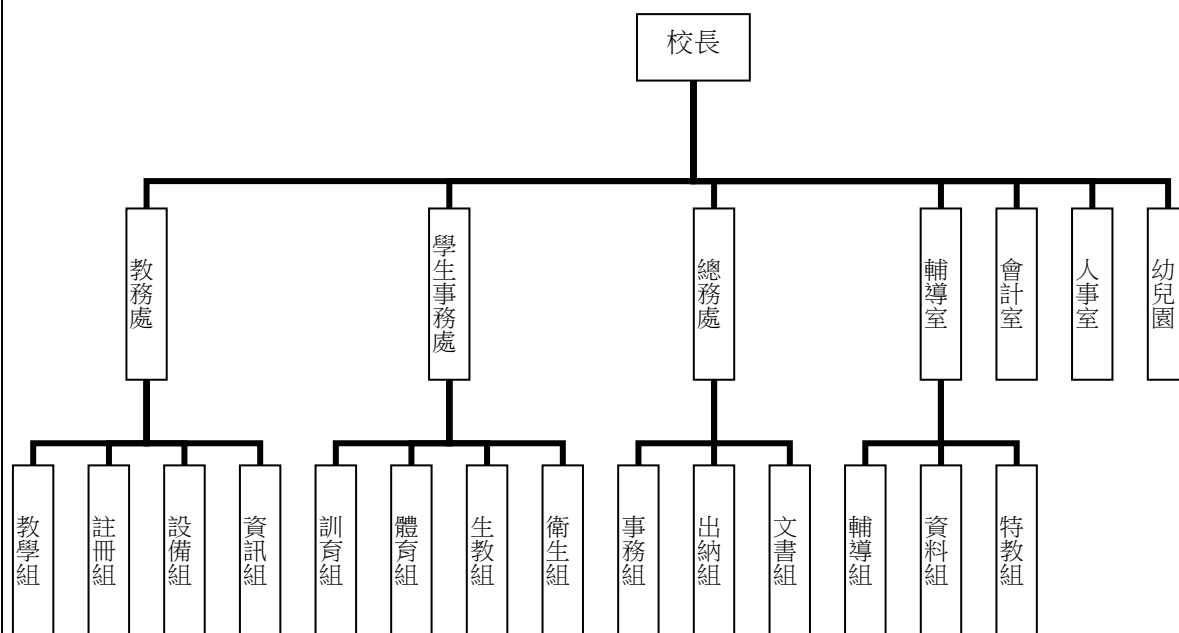 校長
教務處
學生事務處
總務處
輔導室
會計室
人事室
幼兒園
教學組
註冊組
設備組
資訊組
訓育組
體育組
生教組
衛生組
事務組
出納組
文書組
輔導組
資料組
特教組